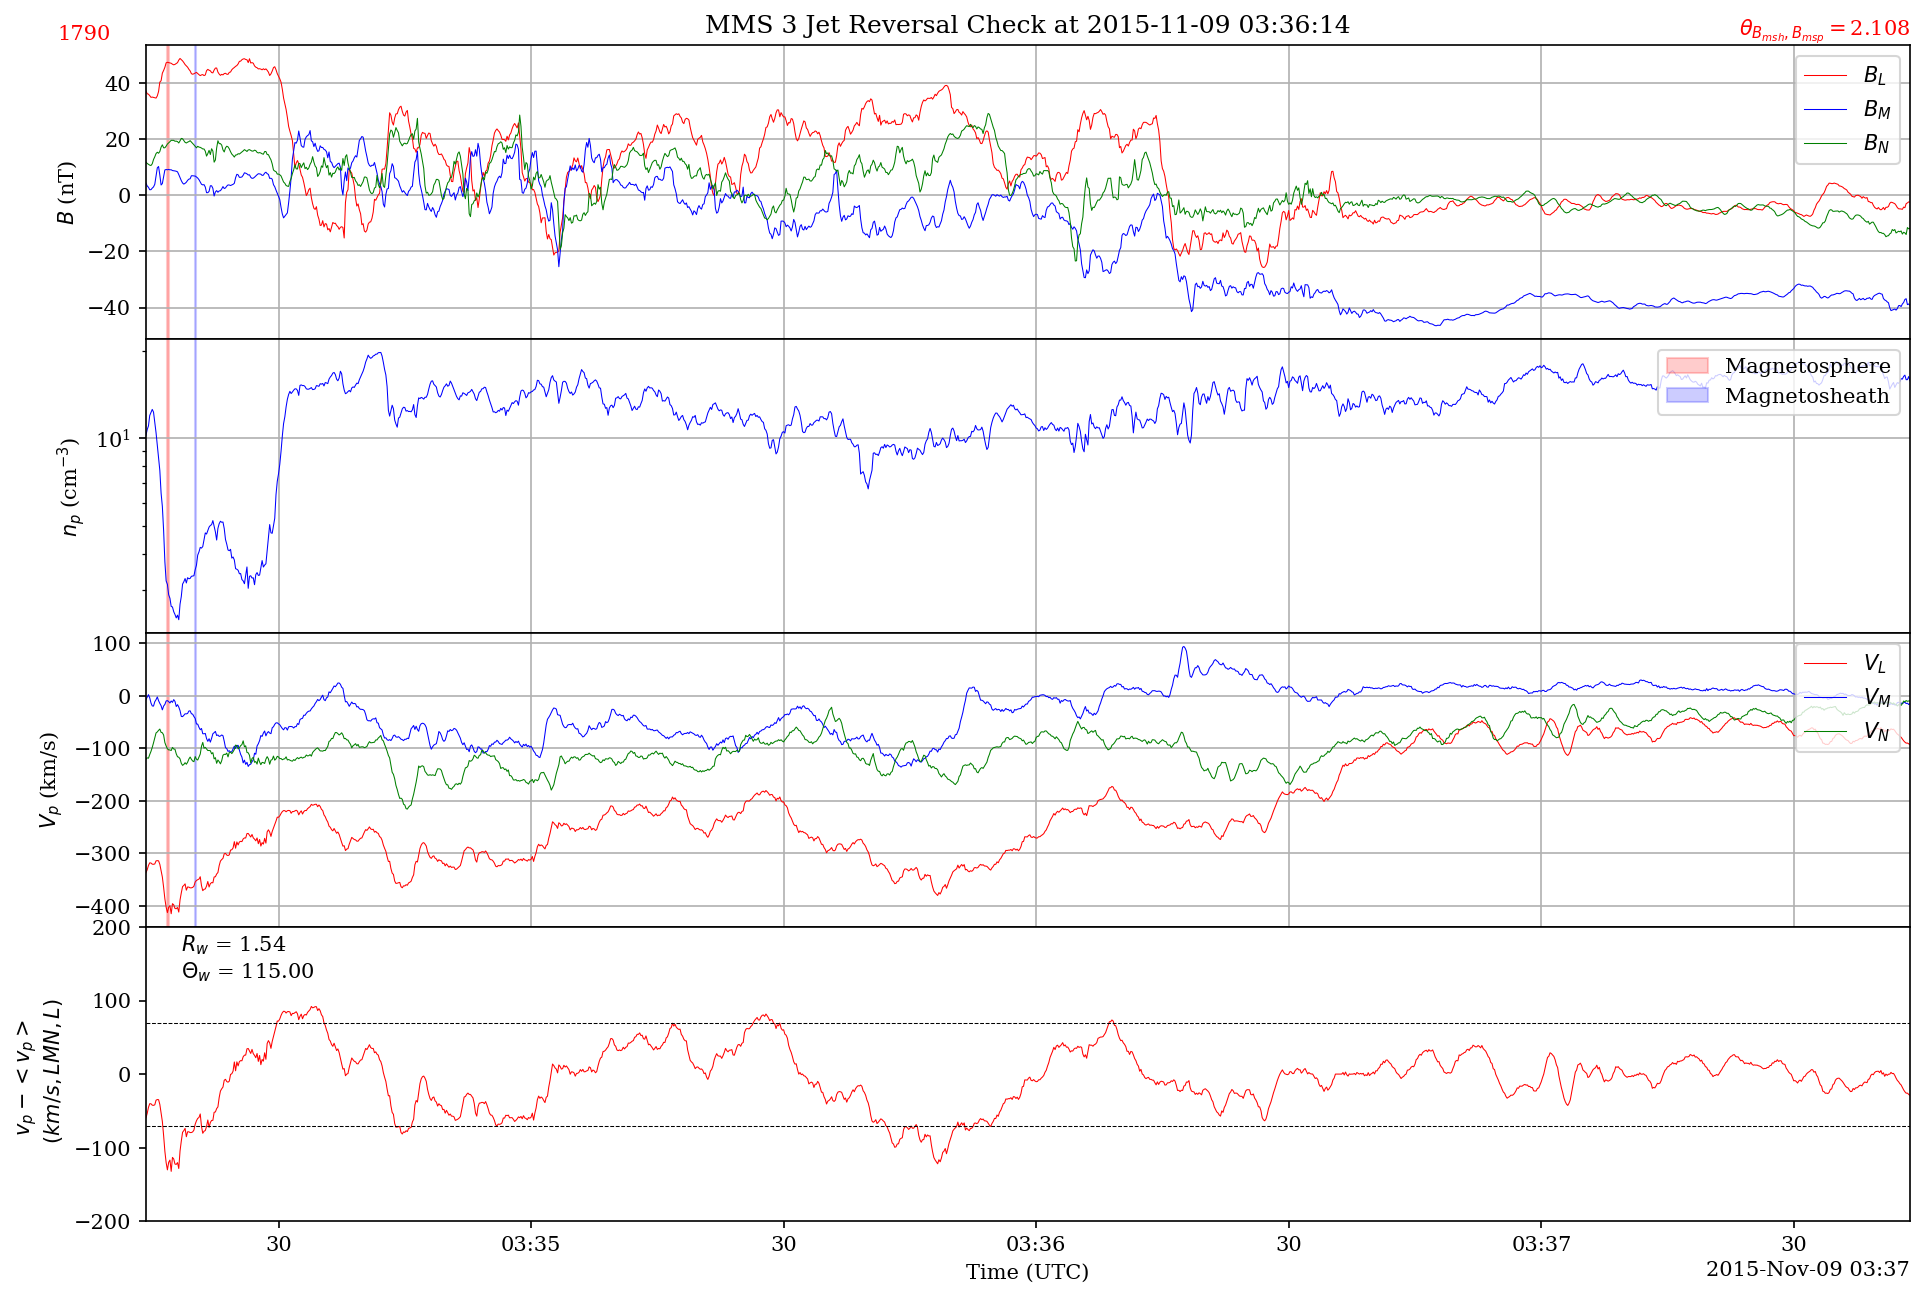 1790
MMS 3 Jet Reversal Check at 2015-11-09 03:36:14
θ_{B_{msh}, B_{msp}} = 2.108
B (nT)
40
20
0
−20
−40
B_L
B_M
B_N
n_p (cm^{−3})
10^1
Magnetosphere
Magnetosheath
V_p (km/s)
100
0
−100
−200
−300
−400
V_L
V_M
V_N
v_p − < v_p >
(km/s, LMN, L)
200
100
0
−100
−200
R_w = 1.54
Θ_w = 115.00
30
03:35
30
03:36
30
03:37
30
Time (UTC)
2015-Nov-09 03:37